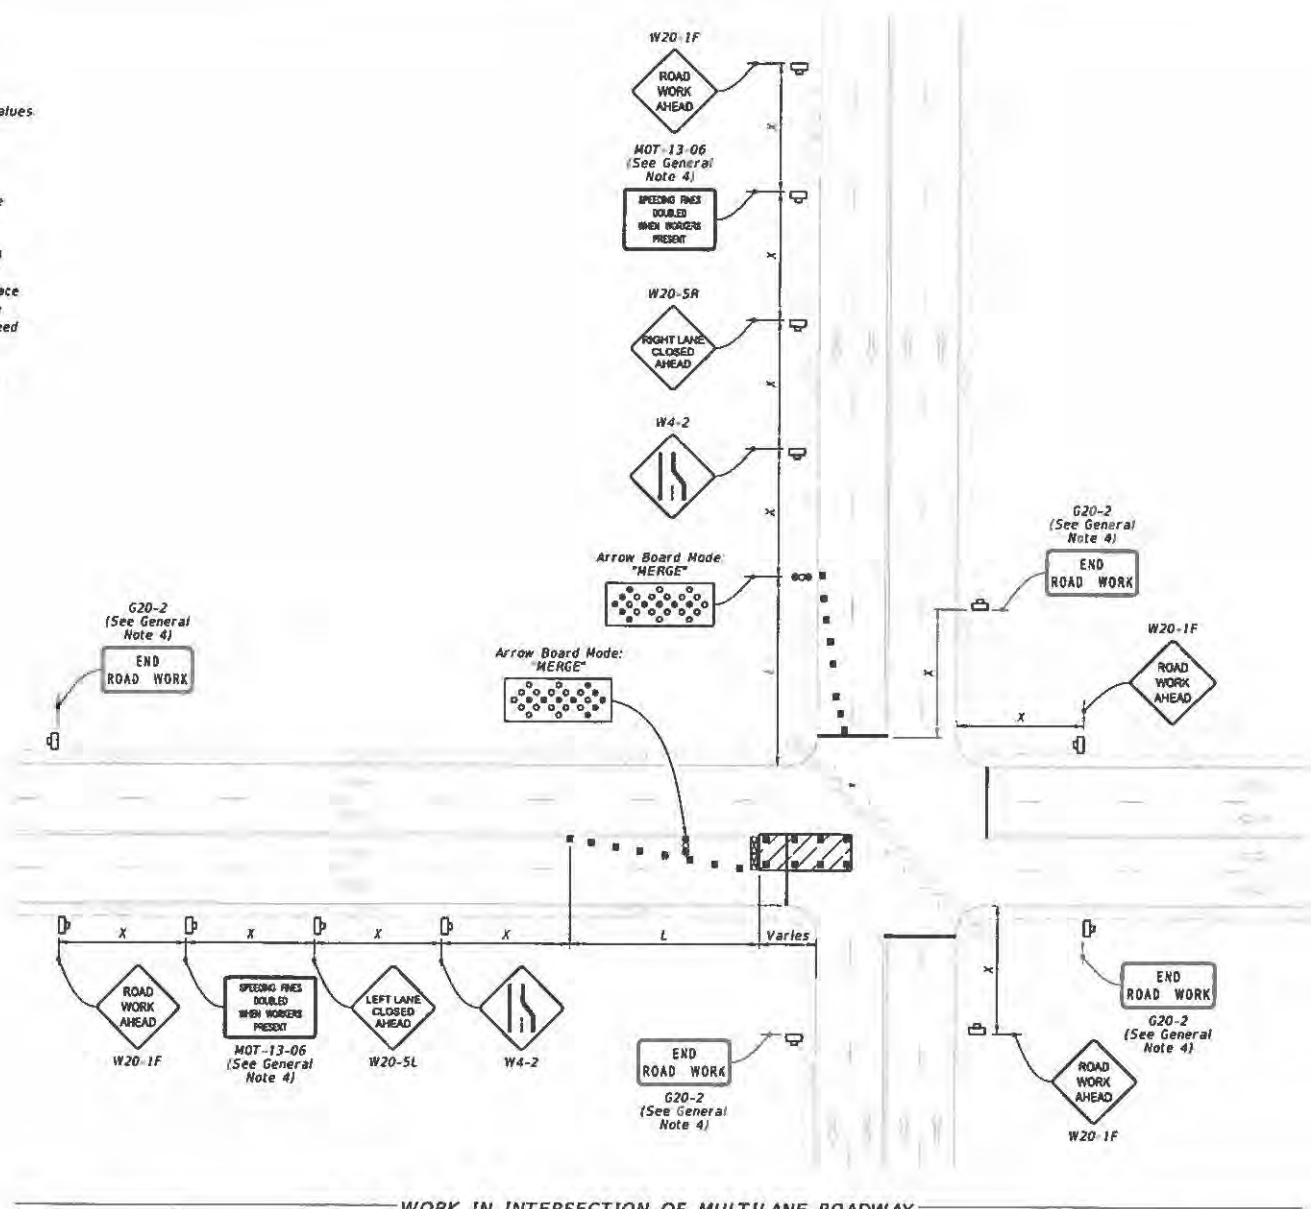 W20-1F
ROAD
WORK
AHEAD
X
MOT-13-06
(See General
Note 4)
SPEEDING FINES
DOUBLED
WHEN WORKERS
PRESENT
X
W20-5R
RIGHT LANE
CLOSED
AHEAD
X
W4-2
X
Arrow Board Mode:
"MERGE"
L
G20-2
(See General
Note 4)
END
ROAD WORK
X
W20-1F
ROAD
WORK
AHEAD
X
G20-2
(See General
Note 4)
END
ROAD WORK
Arrow Board Mode:
"MERGE"
X
X
X
X
L
Varies
ROAD
WORK
AHEAD
W20-1F
SPEEDING FINES
DOUBLED
WHEN WORKERS
PRESENT
MOT-13-06
(See General
Note 4)
LEFT LANE
CLOSED
AHEAD
W20-5L
W4-2
END
ROAD WORK
G20-2
(See General
Note 4)
X
END
ROAD WORK
G20-2
(See General
Note 4)
ROAD
WORK
AHEAD
W20-1F
WORK IN INTERSECTION OF MULTILANE ROADWAY